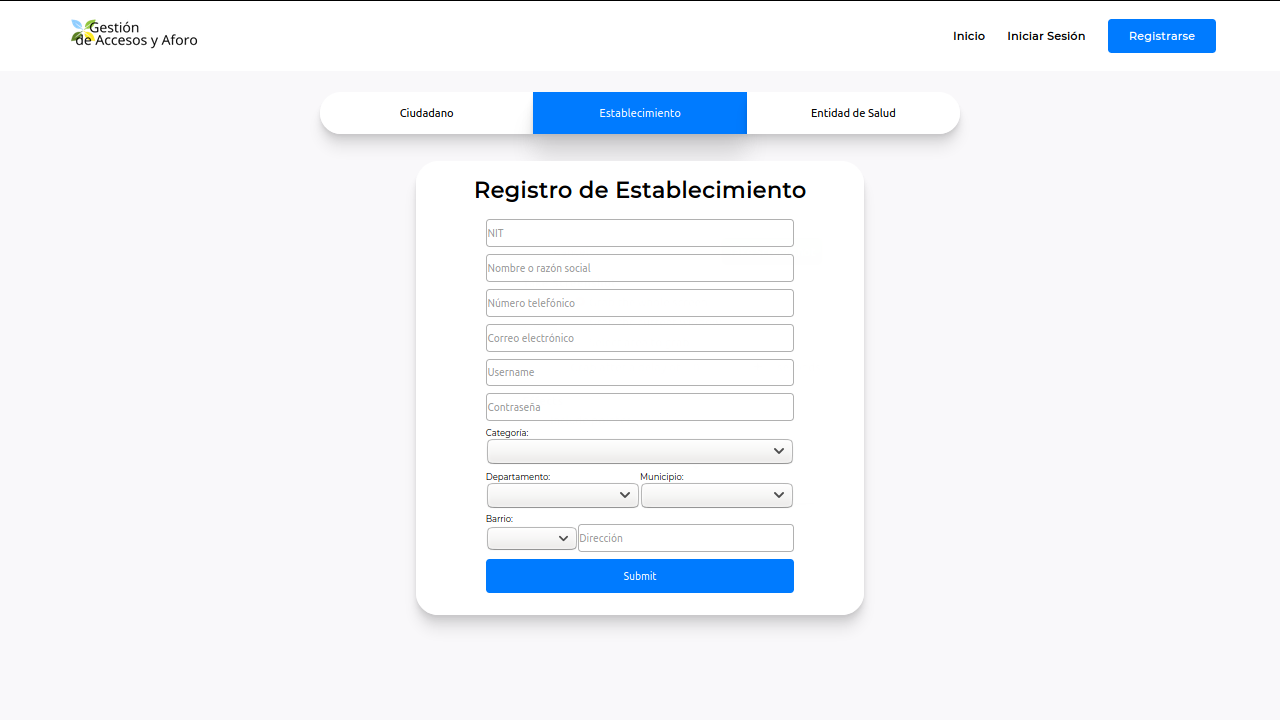 Gestión
de Accesos y Aforo
Inicio
Iniciar Sesión
Registrarse
Ciudadano
Establecimiento
Entidad de Salud
Registro de Establecimiento
NIT
Nombre o razón social
Número telefónico
Correo electrónico
Username
Contraseña
Categoría:
Departamento:
Municipio:
Barrio:
Dirección
Submit